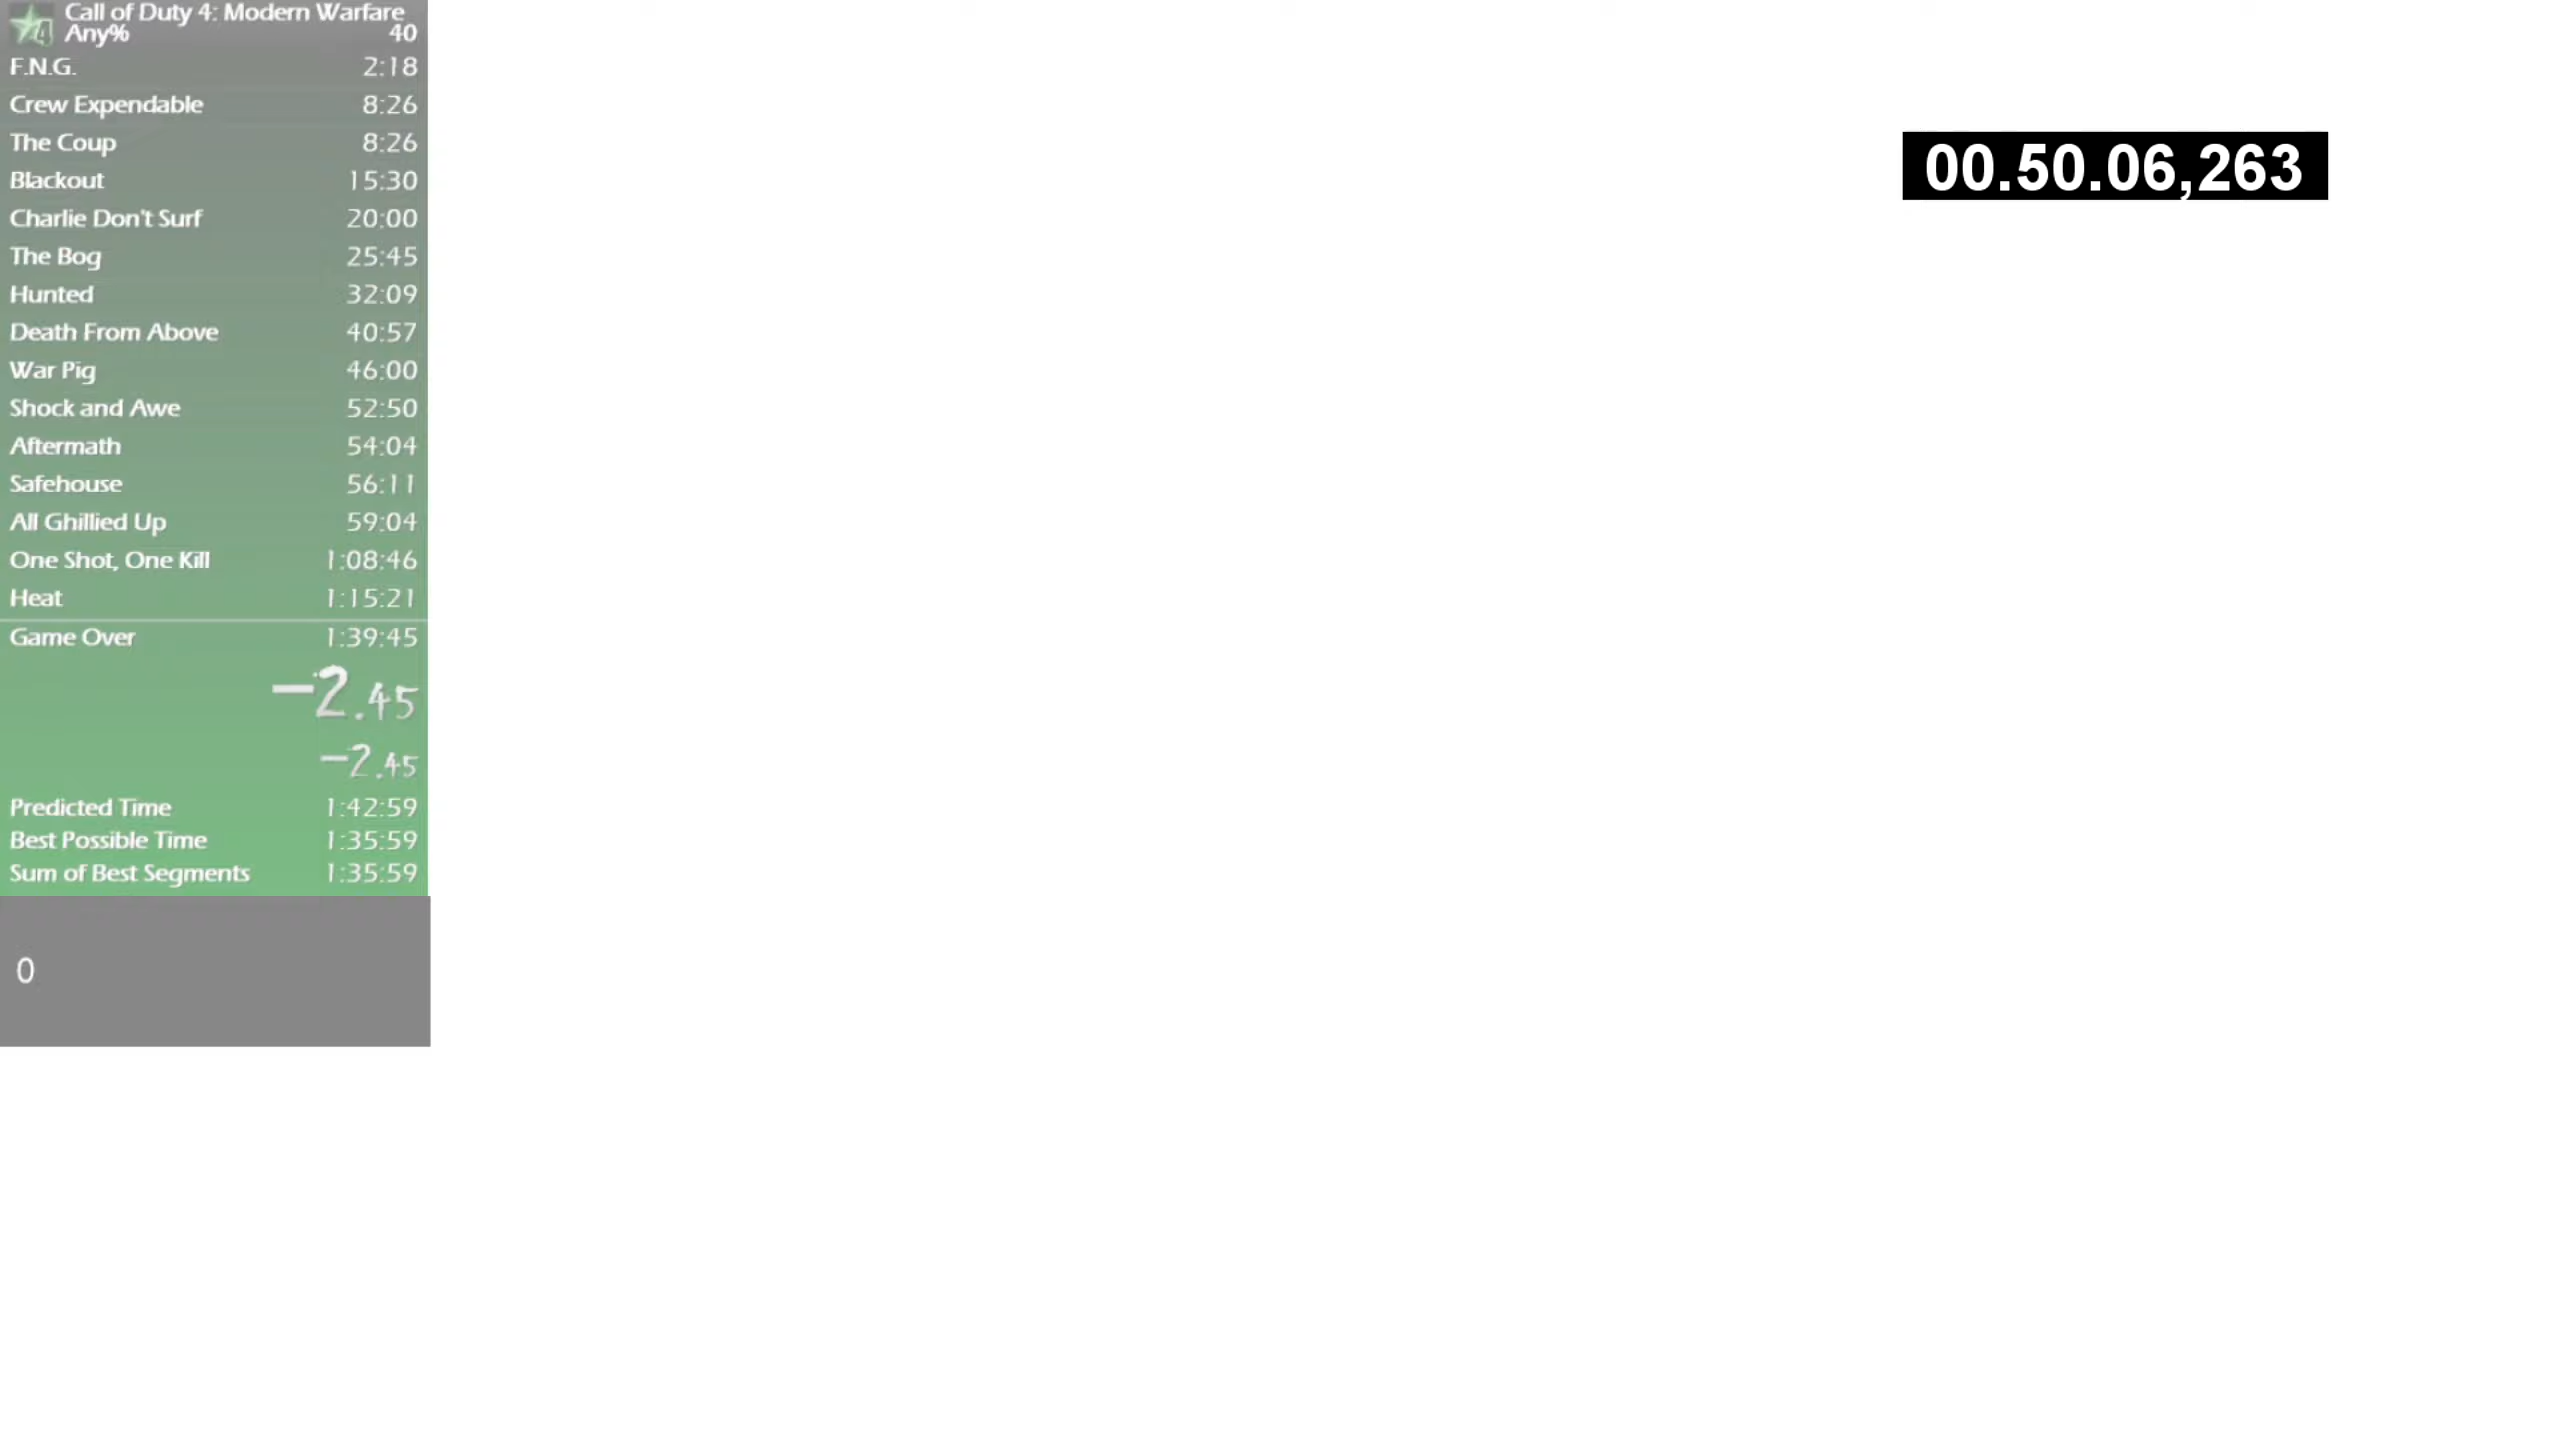 Call of Duty 4: Modern Warfare
Any% 40
F.N.G. 2:18
Crew Expendable 8:26
The Coup 8:26
Blackout 15:30
Charlie Don't Surf 20:00
The Bog 25:45
Hunted 32:09
Death From Above 40:57
War Pig 46:00
Shock and Awe 52:50
Aftermath 54:04
Safehouse 56:11
All Ghillied Up 59:04
One Shot, One Kill 1:08:46
Heat 1:15:21
Game Over 1:39:45
−2.45
−2.45
Predicted Time 1:42:59
Best Possible Time 1:35:59
Sum of Best Segments 1:35:59
0
00.50.06,263